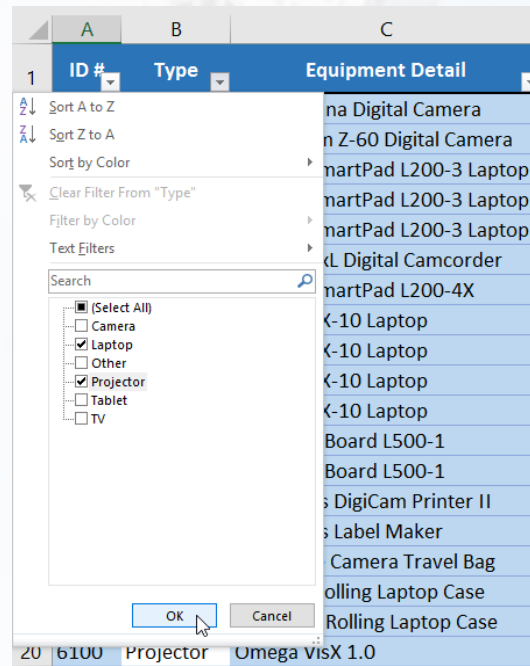 A B C
1 ID # Type Equipment Detail
Sort A to Z
Sort Z to A
Sort by Color
Clear Filter From "Type"
Filter by Color
Text Filters
Search
(Select All)
Camera
Laptop
Other
Projector
Tablet
TV
OK Cancel
na Digital Camera
n Z-60 Digital Camera
martPad L200-3 Laptop
martPad L200-3 Laptop
martPad L200-3 Laptop
xL Digital Camcorder
martPad L200-4X
X-10 Laptop
X-10 Laptop
X-10 Laptop
X-10 Laptop
Board L500-1
Board L500-1
s DigiCam Printer II
s Label Maker
Camera Travel Bag
olling Laptop Case
Rolling Laptop Case
20 6100 Projector Omega VisX 1.0